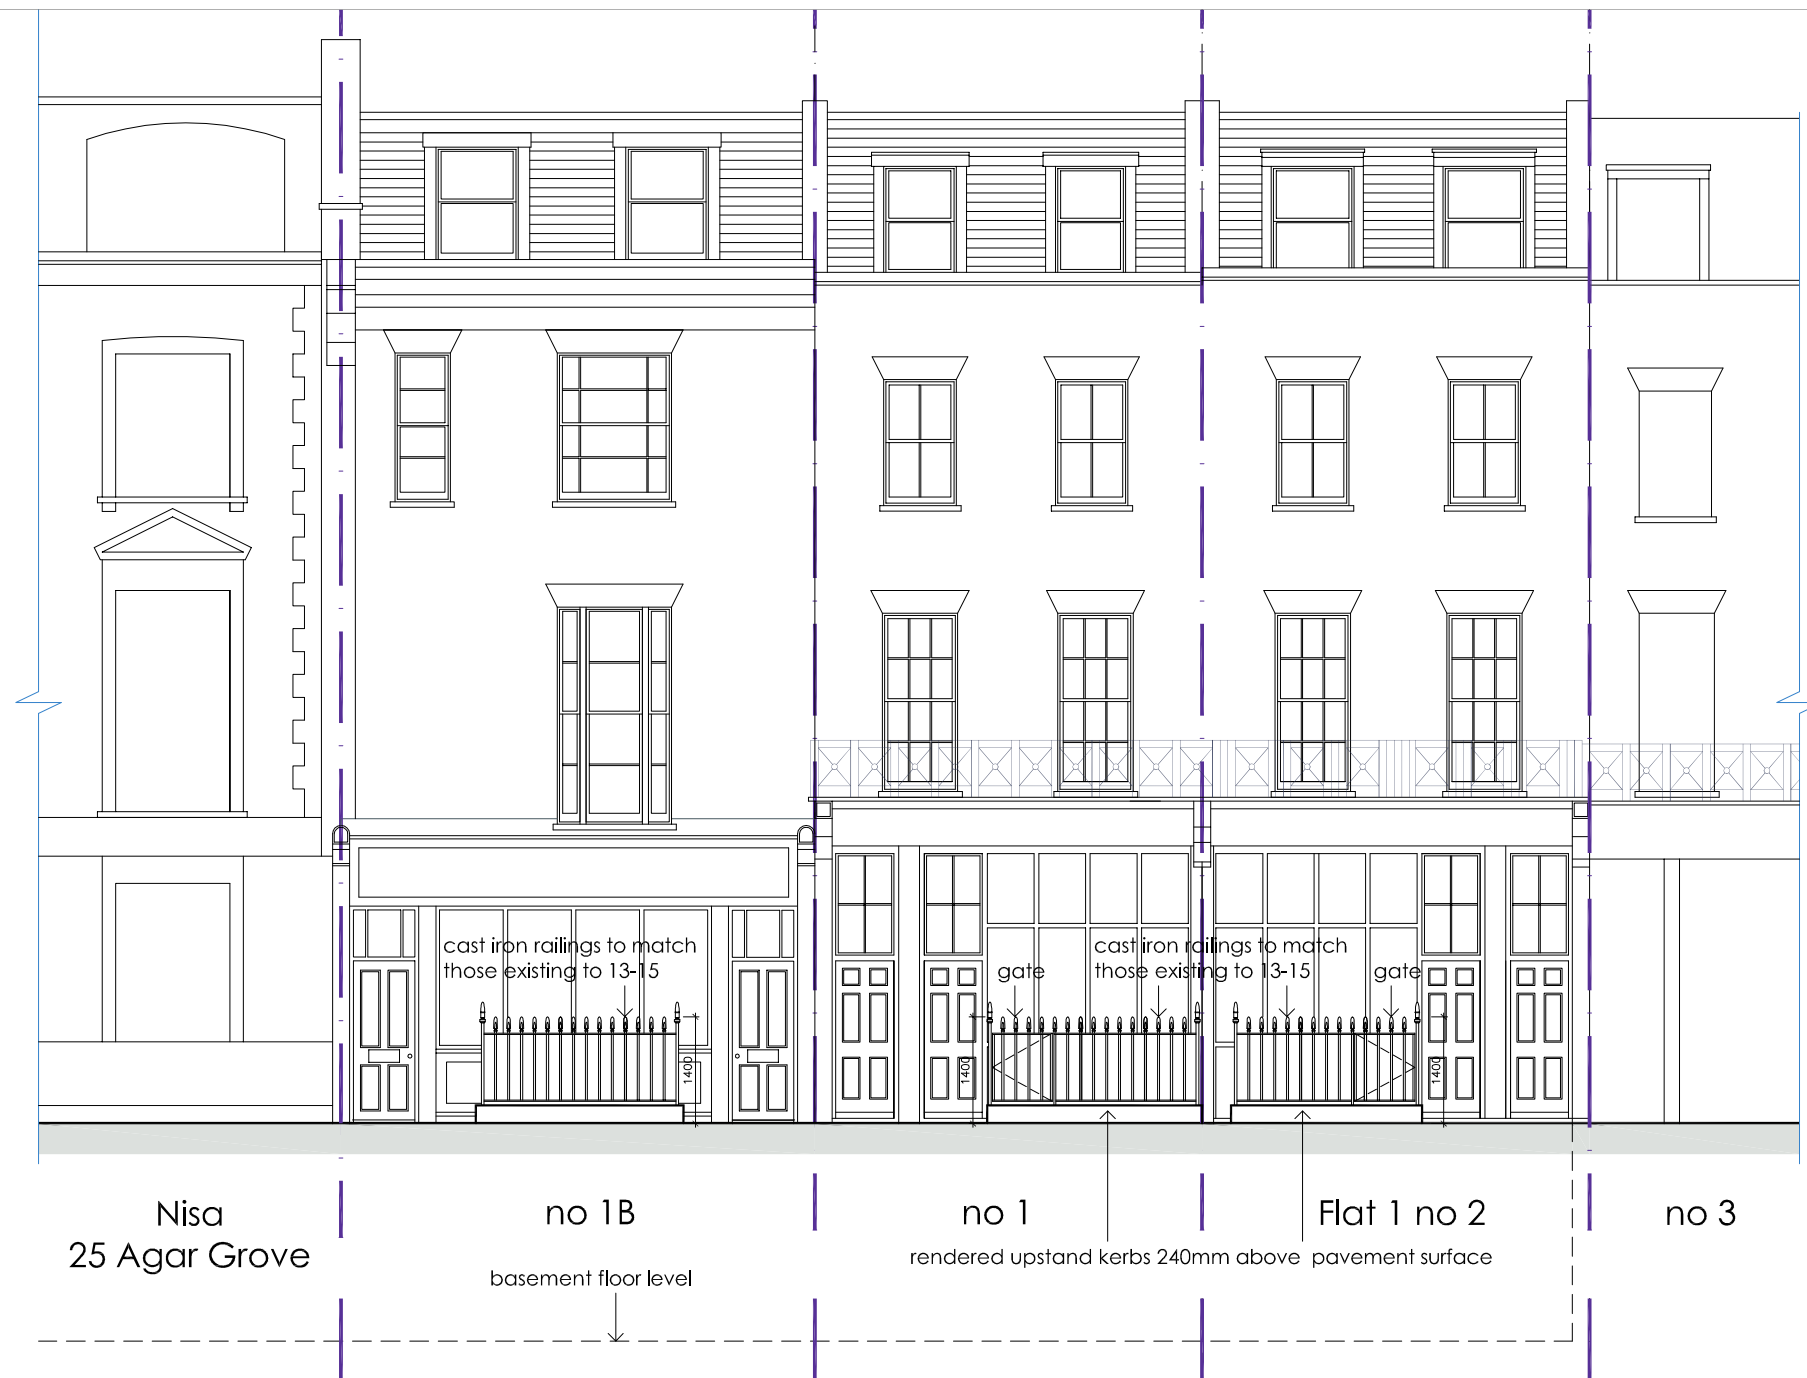 cast iron railings to match
those existing to 13-15
cast iron railings to match
those existing to 13-15
gate
gate
1400
1400
1400
Nisa
25 Agar Grove
no 1B
no 1
Flat 1 no 2
no 3
rendered upstand kerbs 240mm above pavement surface
basement floor level